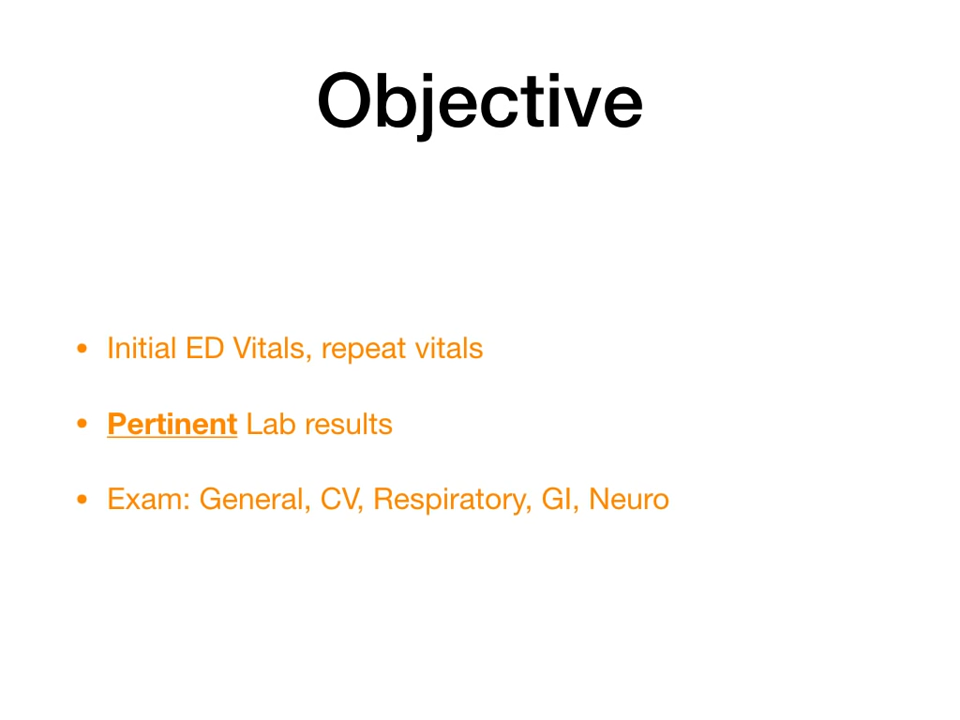 Objective
• Initial ED Vitals, repeat vitals
• Pertinent Lab results
• Exam: General, CV, Respiratory, GI, Neuro